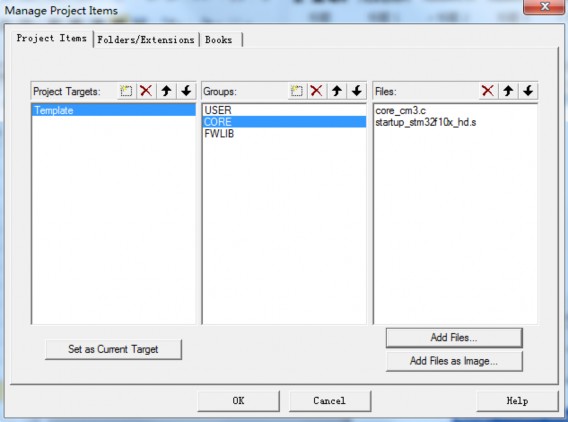 Manage Project Items
Project Items Folders/Extensions Books
Project Targets: Groups: Files:
Template
USER
CORE
FWLIB
core_cm3.c
startup_stm32f10x_hd.s
Set as Current Target
Add Files...
Add Files as Image...
OK Cancel Help